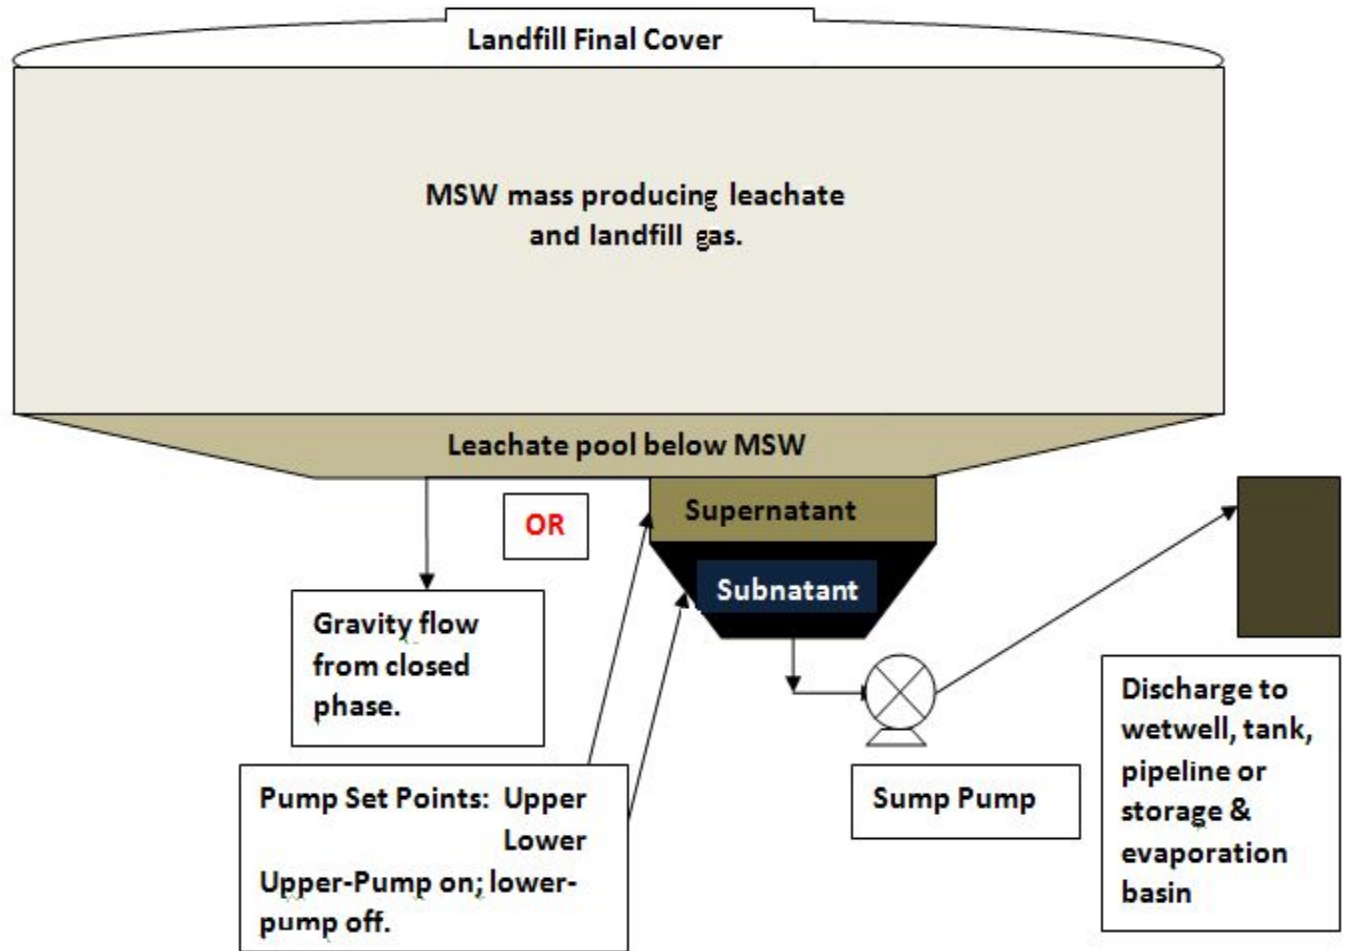 Landfill Final Cover
MSW mass producing leachate
and landfill gas.
Leachate pool below MSW
OR
Supernatant
Subnatant
Gravity flow
from closed
phase.
Pump Set Points: Upper
Lower
Upper-Pump on; lower-
pump off.
Sump Pump
Discharge to
wetwell, tank,
pipeline or
storage &
evaporation
basin